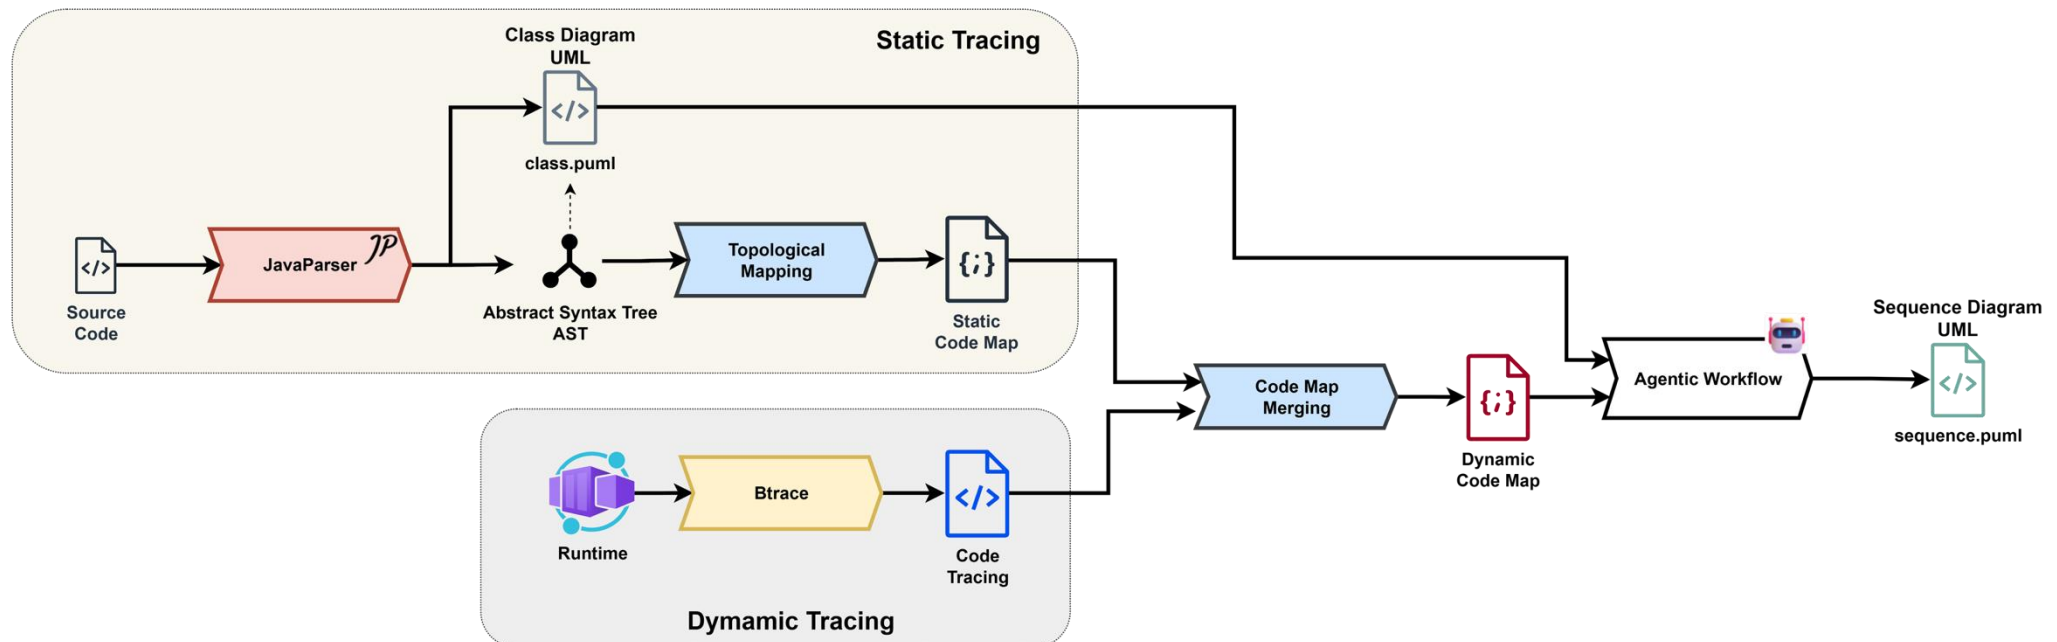 Static Tracing
Class Diagram
UML
</>
class.puml
</>
Source
Code
JavaParser
JP
Abstract Syntax Tree
AST
Topological
Mapping
{;}
Static
Code Map
Code Map
Merging
{;}
Dynamic
Code Map
Agentic Workflow
Sequence Diagram
UML
</>
sequence.puml
Runtime
Btrace
</>
Code
Tracing
Dymamic Tracing